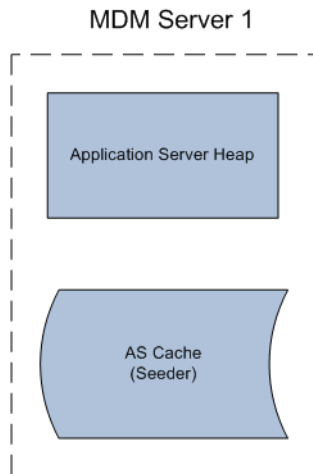 MDM Server 1
Application Server Heap
AS Cache
(Seeder)